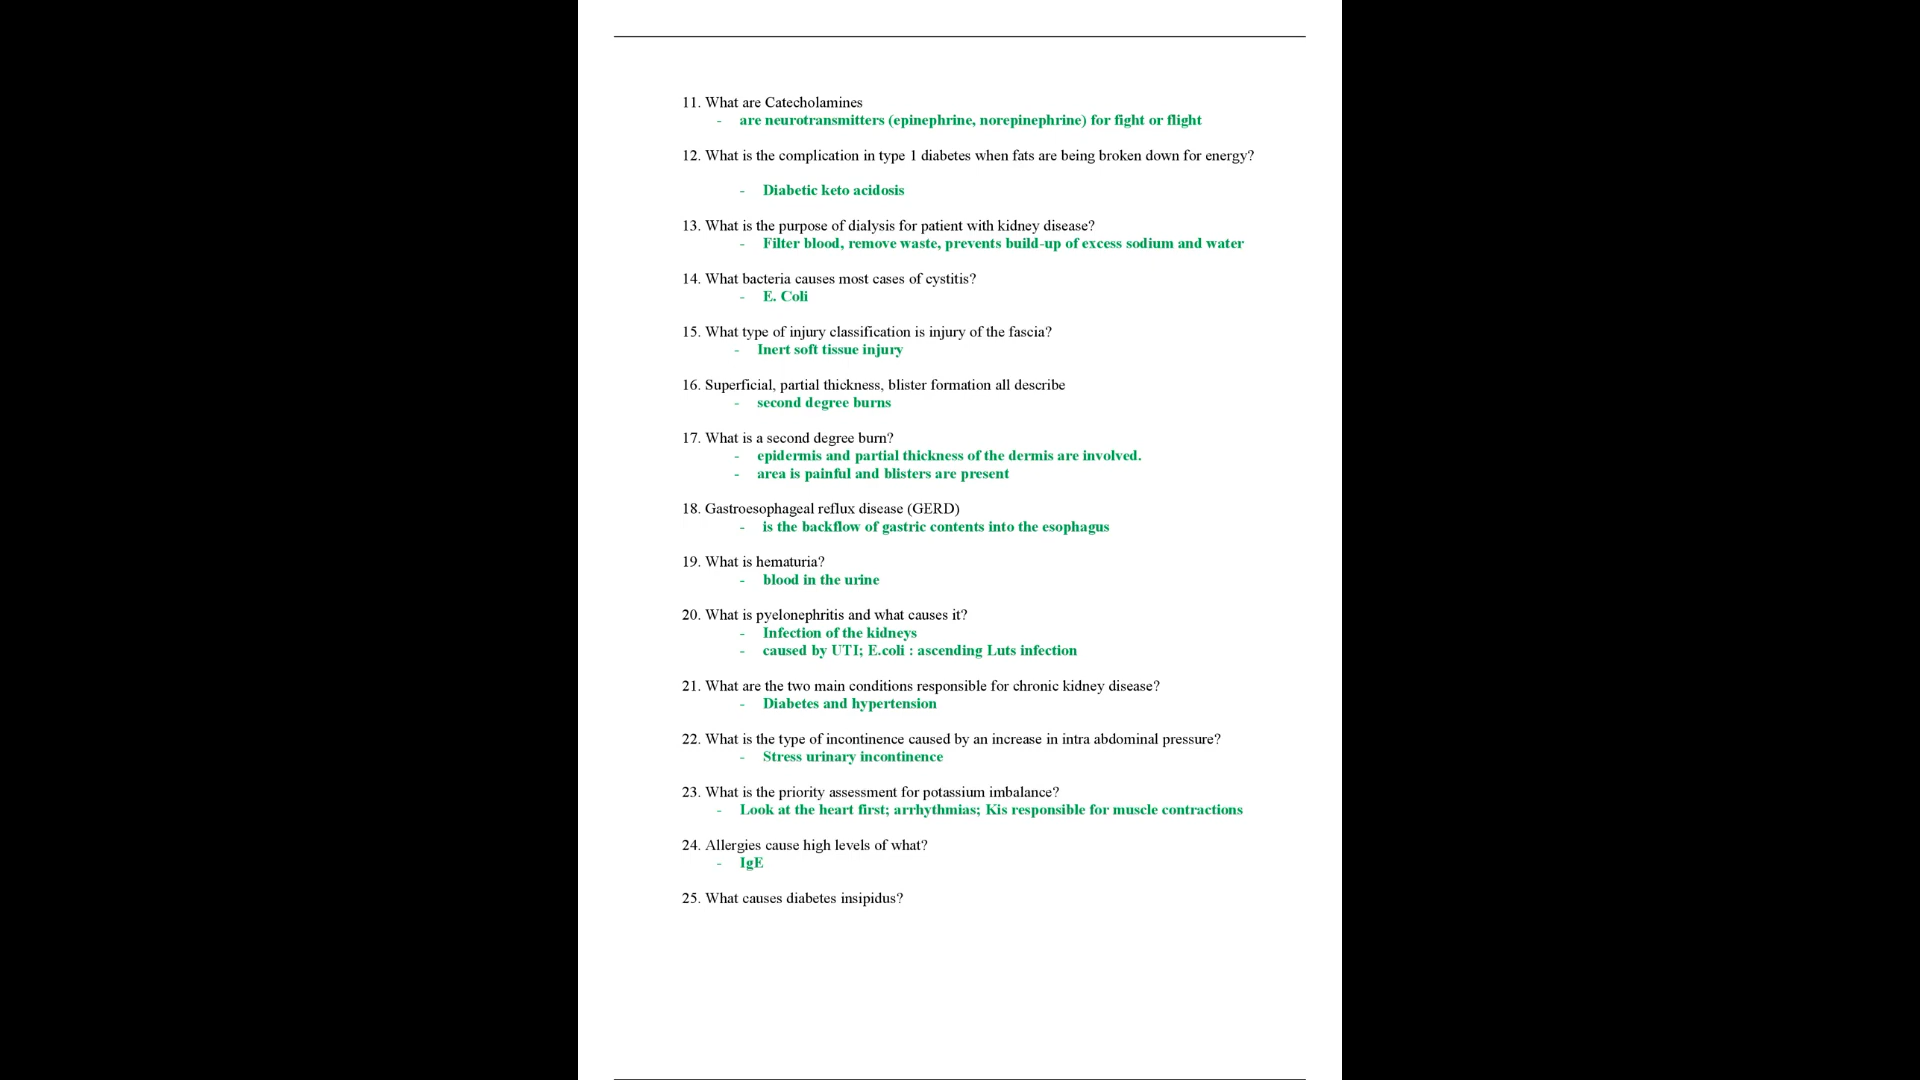 11. What are Catecholamines
- are neurotransmitters (epinephrine, norepinephrine) for fight or flight
12. What is the complication in type 1 diabetes when fats are being broken down for energy?
- Diabetic keto acidosis
13. What is the purpose of dialysis for patient with kidney disease?
- Filter blood, remove waste, prevents build-up of excess sodium and water
14. What bacteria causes most cases of cystitis?
- E. Coli
15. What type of injury classification is injury of the fascia?
- Inert soft tissue injury
16. Superficial, partial thickness, blister formation all describe
- second degree burns
17. What is a second degree burn?
- epidermis and partial thickness of the dermis are involved.
- area is painful and blisters are present
18. Gastroesophageal reflux disease (GERD)
- is the backflow of gastric contents into the esophagus
19. What is hematuria?
- blood in the urine
20. What is pyelonephritis and what causes it?
- Infection of the kidneys
- caused by UTI; E.coli : ascending Luts infection
21. What are the two main conditions responsible for chronic kidney disease?
- Diabetes and hypertension
22. What is the type of incontinence caused by an increase in intra abdominal pressure?
- Stress urinary incontinence
23. What is the priority assessment for potassium imbalance?
- Look at the heart first; arrhythmias; Kis responsible for muscle contractions
24. Allergies cause high levels of what?
- IgE
25. What causes diabetes insipidus?